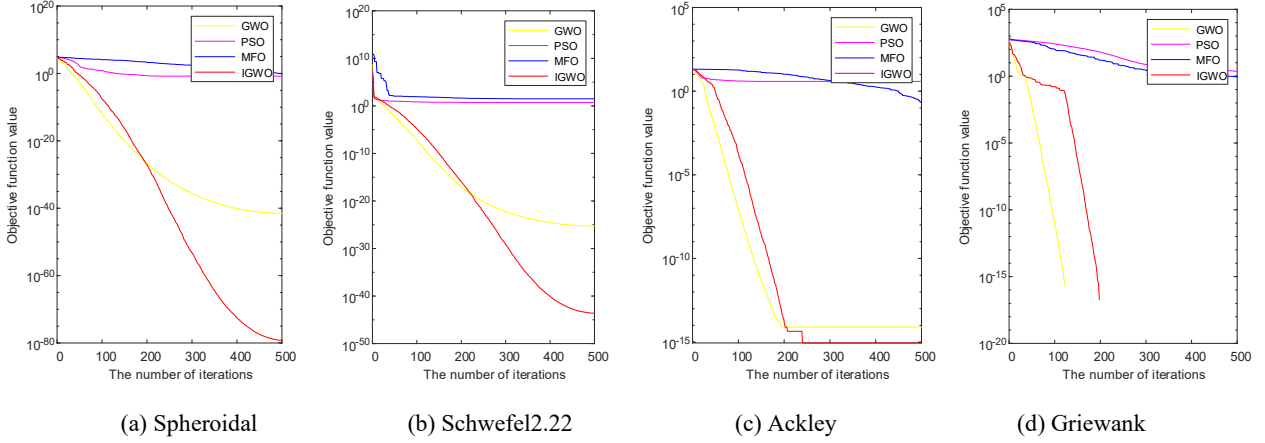 Objective function value
10^20
10^0
10^-20
10^-40
10^-60
10^-80
0 100 200 300 400 500
The number of iterations
GWO
PSO
MFO
IGWO
(a) Spheroidal
Objective function value
10^20
10^10
10^0
10^-10
10^-20
10^-30
10^-40
10^-50
0 100 200 300 400 500
The number of iterations
GWO
PSO
MFO
IGWO
(b) Schwefel2.22
Objective function value
10^5
10^0
10^-5
10^-10
10^-15
0 100 200 300 400 500
The number of iterations
GWO
PSO
MFO
IGWO
(c) Ackley
Objective function value
10^5
10^0
10^-5
10^-10
10^-15
10^-20
0 100 200 300 400 500
The number of iterations
GWO
PSO
MFO
IGWO
(d) Griewank